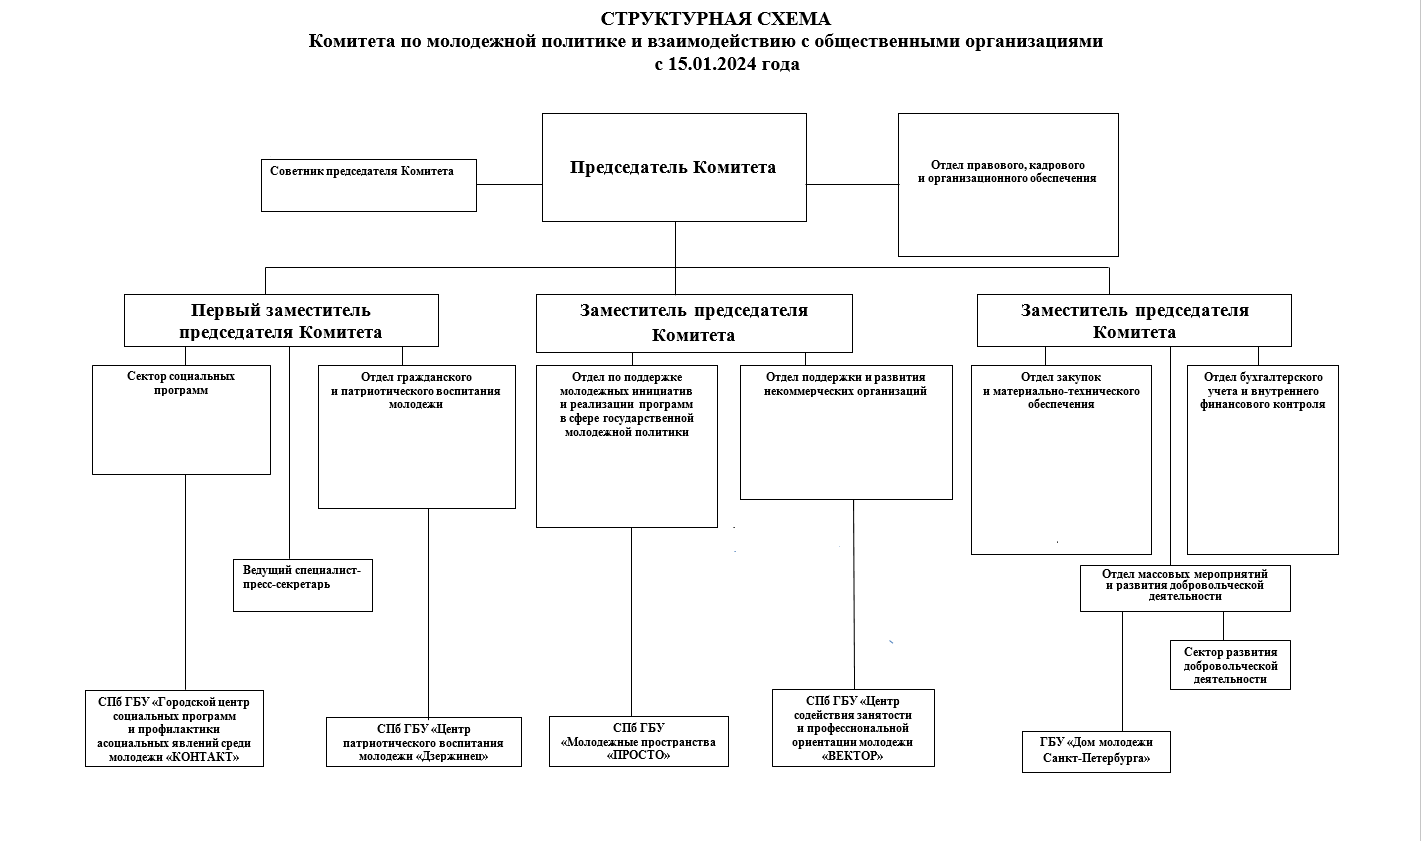 СТРУКТУРНАЯ СХЕМА
Комитета по молодежной политике и взаимодействию с общественными организациями
с 15.01.2024 года
Советник председателя Комитета
Председатель Комитета
Отдел правового, кадрового
и организационного обеспечения
Первый заместитель
председателя Комитета
Заместитель председателя
Комитета
Заместитель председателя
Комитета
Сектор социальных
программ
Отдел гражданского
и патриотического воспитания
молодежи
Отдел по поддержке
молодежных инициатив
и реализации программ
в сфере государственной
молодежной политики
Отдел поддержки и развития
некоммерческих организаций
Отдел закупок
и материально-технического
обеспечения
Отдел бухгалтерского
учета и внутреннего
финансового контроля
Ведущий специалист-
пресс-секретарь
Отдел массовых мероприятий
и развития добровольческой
деятельности
Сектор развития
добровольческой
деятельности
СПб ГБУ «Городской центр
социальных программ
и профилактики
асоциальных явлений среди
молодежи «КОНТАКТ»
СПб ГБУ «Центр
патриотического воспитания
молодежи «Дзержинец»
СПб ГБУ
«Молодежные пространства
«ПРОСТО»
СПб ГБУ «Центр
содействия занятости
и профессиональной
ориентации молодежи
«ВЕКТОР»
ГБУ «Дом молодежи
Санкт-Петербурга»